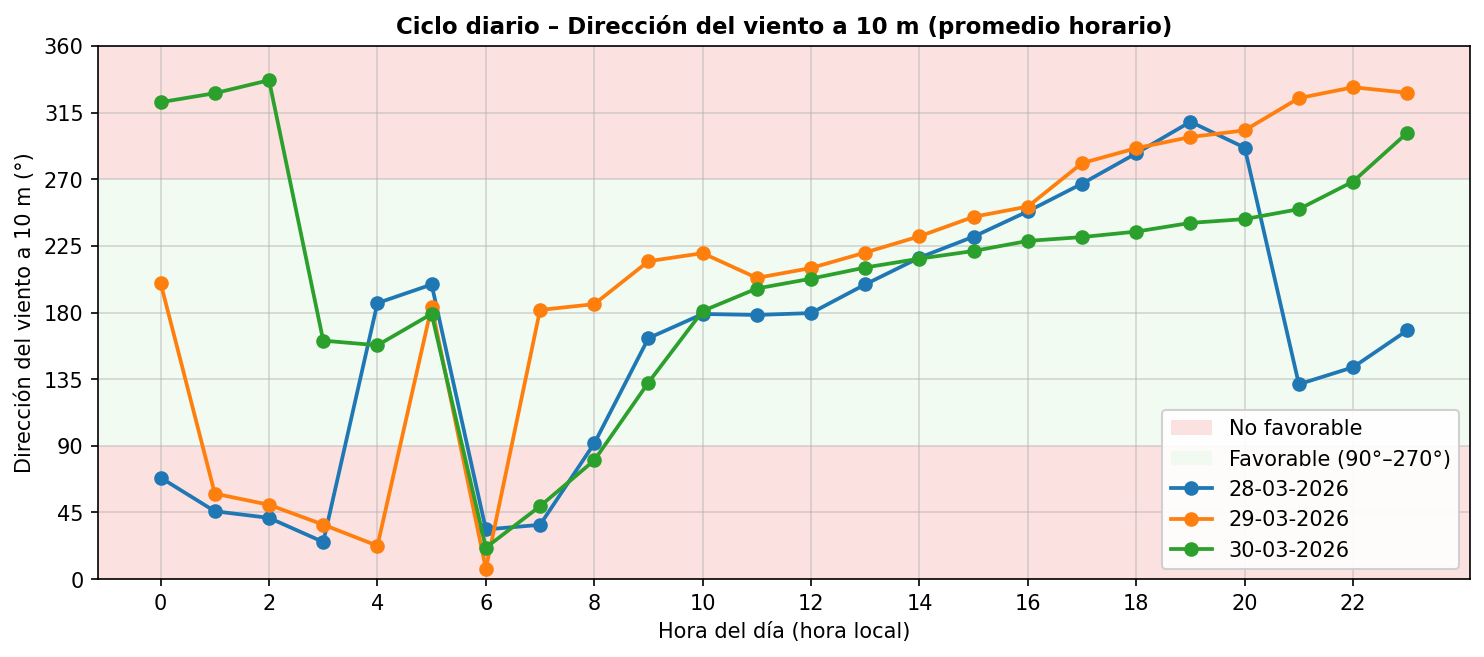 Ciclo diario – Dirección del viento a 10 m (promedio horario)
Dirección del viento a 10 m (°)
360
315
270
225
180
135
90
45
0
No favorable
Favorable (90°–270°)
28-03-2026
29-03-2026
30-03-2026
0 2 4 6 8 10 12 14 16 18 20 22
Hora del día (hora local)